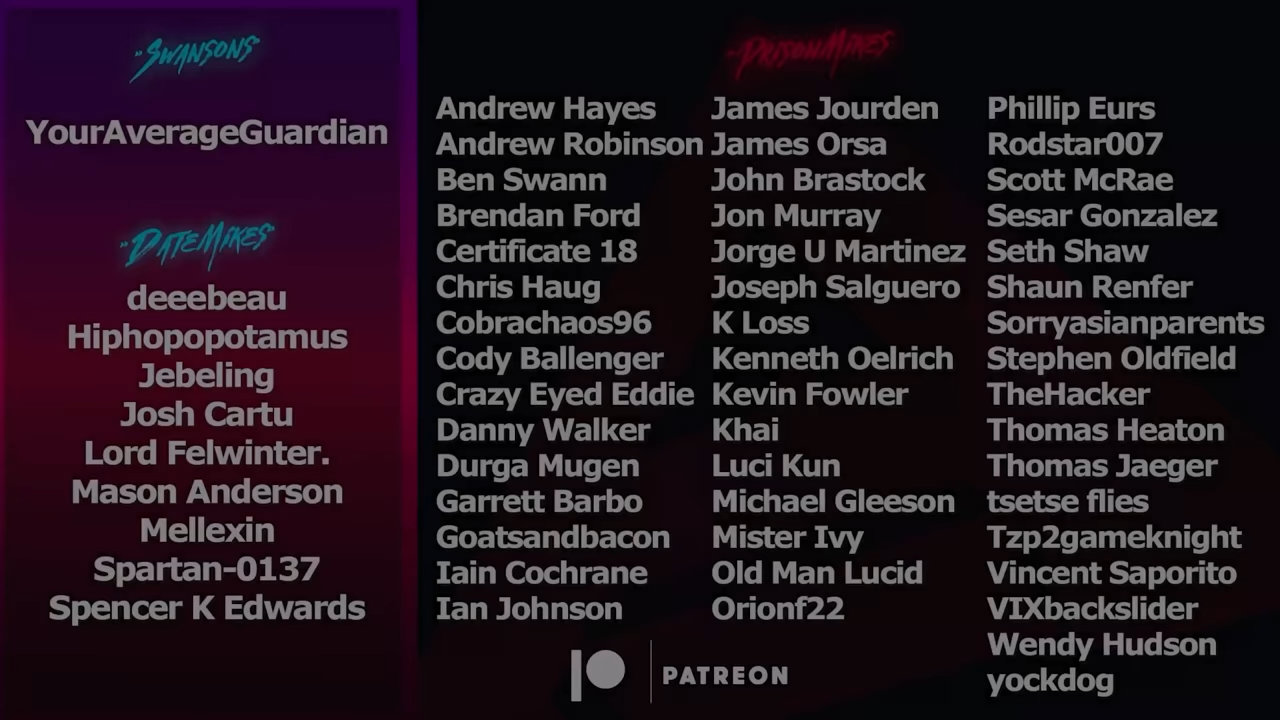 "Swansons"
YourAverageGuardian
"DateMikes"
deeebeau
Hiphopopotamus
Jebeling
Josh Cartu
Lord Felwinter.
Mason Anderson
Mellexin
Spartan-0137
Spencer K Edwards
"PrisonMikes"
Andrew Hayes
Andrew Robinson
Ben Swann
Brendan Ford
Certificate 18
Chris Haug
Cobrachaos96
Cody Ballenger
Crazy Eyed Eddie
Danny Walker
Durga Mugen
Garrett Barbo
Goatsandbacon
Iain Cochrane
Ian Johnson
James Jourden
James Orsa
John Brastock
Jon Murray
Jorge U Martinez
Joseph Salguero
K Loss
Kenneth Oelrich
Kevin Fowler
Khai
Luci Kun
Michael Gleeson
Mister Ivy
Old Man Lucid
Orionf22
Phillip Eurs
Rodstar007
Scott McRae
Sesar Gonzalez
Seth Shaw
Shaun Renfer
Sorryasianparents
Stephen Oldfield
TheHacker
Thomas Heaton
Thomas Jaeger
tsetse flies
Tzp2gameknight
Vincent Saporito
VIXbackslider
Wendy Hudson
yockdog
PATREON